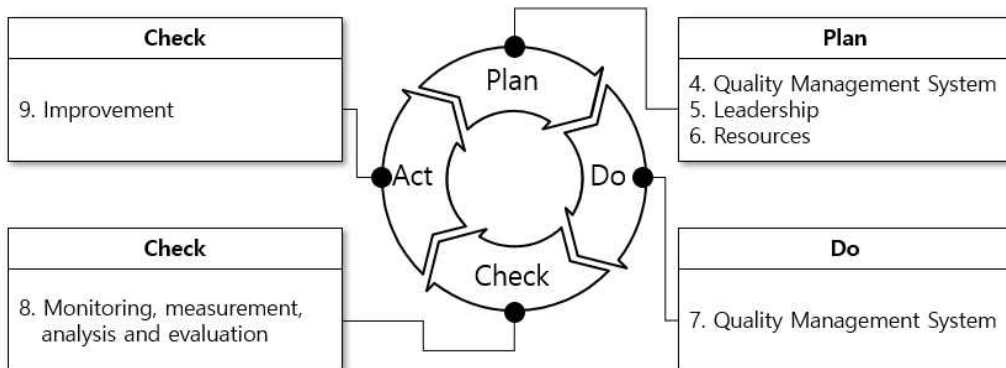 Check
9. Improvement
Plan
4. Quality Management System
5. Leadership
6. Resources
Plan
Do
Check
Act
Check
8. Monitoring, measurement,
analysis and evaluation
Do
7. Quality Management System